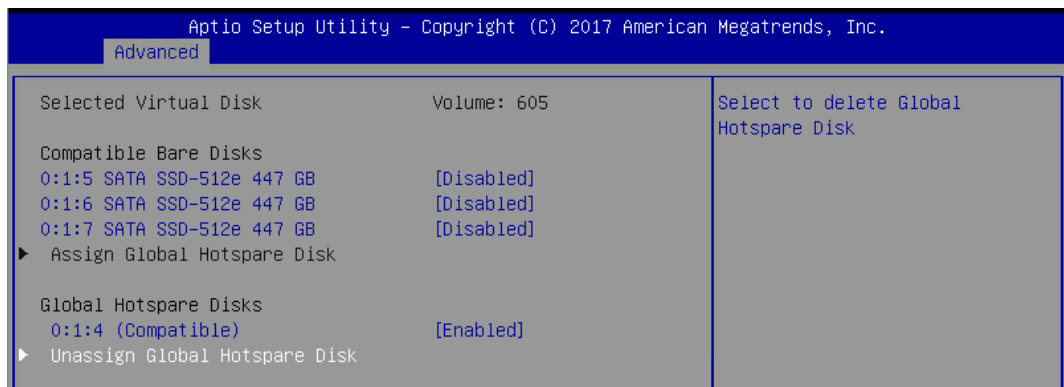 Aptio Setup Utility – Copyright (C) 2017 American Megatrends, Inc.
Advanced
Selected Virtual Disk Volume: 605
Compatible Bare Disks
0:1:5 SATA SSD-512e 447 GB [Disabled]
0:1:6 SATA SSD-512e 447 GB [Disabled]
0:1:7 SATA SSD-512e 447 GB [Disabled]
Assign Global Hotspare Disk
Global Hotspare Disks
0:1:4 (Compatible) [Enabled]
Unassign Global Hotspare Disk
Select to delete Global
Hotspare Disk